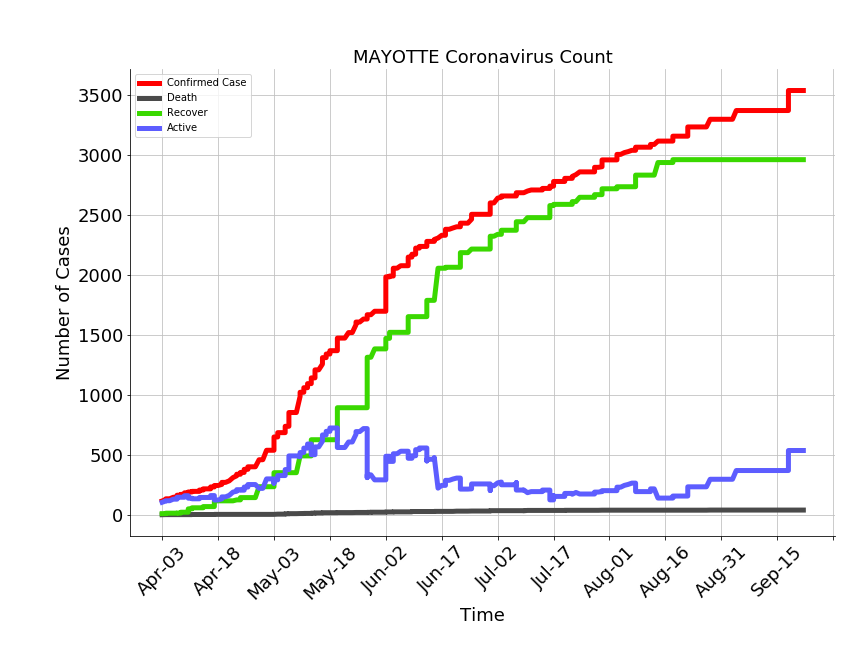 MAYOTTE Coronavirus Count
Confirmed Case
Death
Recover
Active
Number of Cases
3500
3000
2500
2000
1500
1000
500
0
Apr-03
Apr-18
May-03
May-18
Jun-02
Jun-17
Jul-02
Jul-17
Aug-01
Aug-16
Aug-31
Sep-15
Time